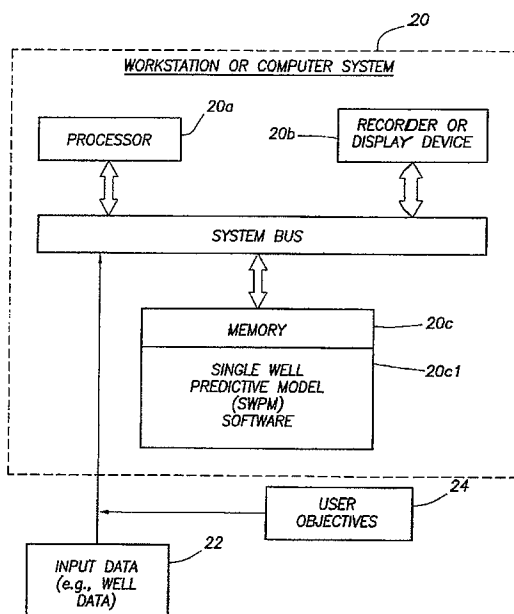 20
WORKSTATION OR COMPUTER SYSTEM
20a
PROCESSOR
20b
RECORDER OR
DISPLAY DEVICE
SYSTEM BUS
MEMORY
20c
SINGLE WELL
PREDICTIVE MODEL
(SWPM)
SOFTWARE
20c1
USER
OBJECTIVES
24
INPUT DATA
(e.g., WELL
DATA)
22